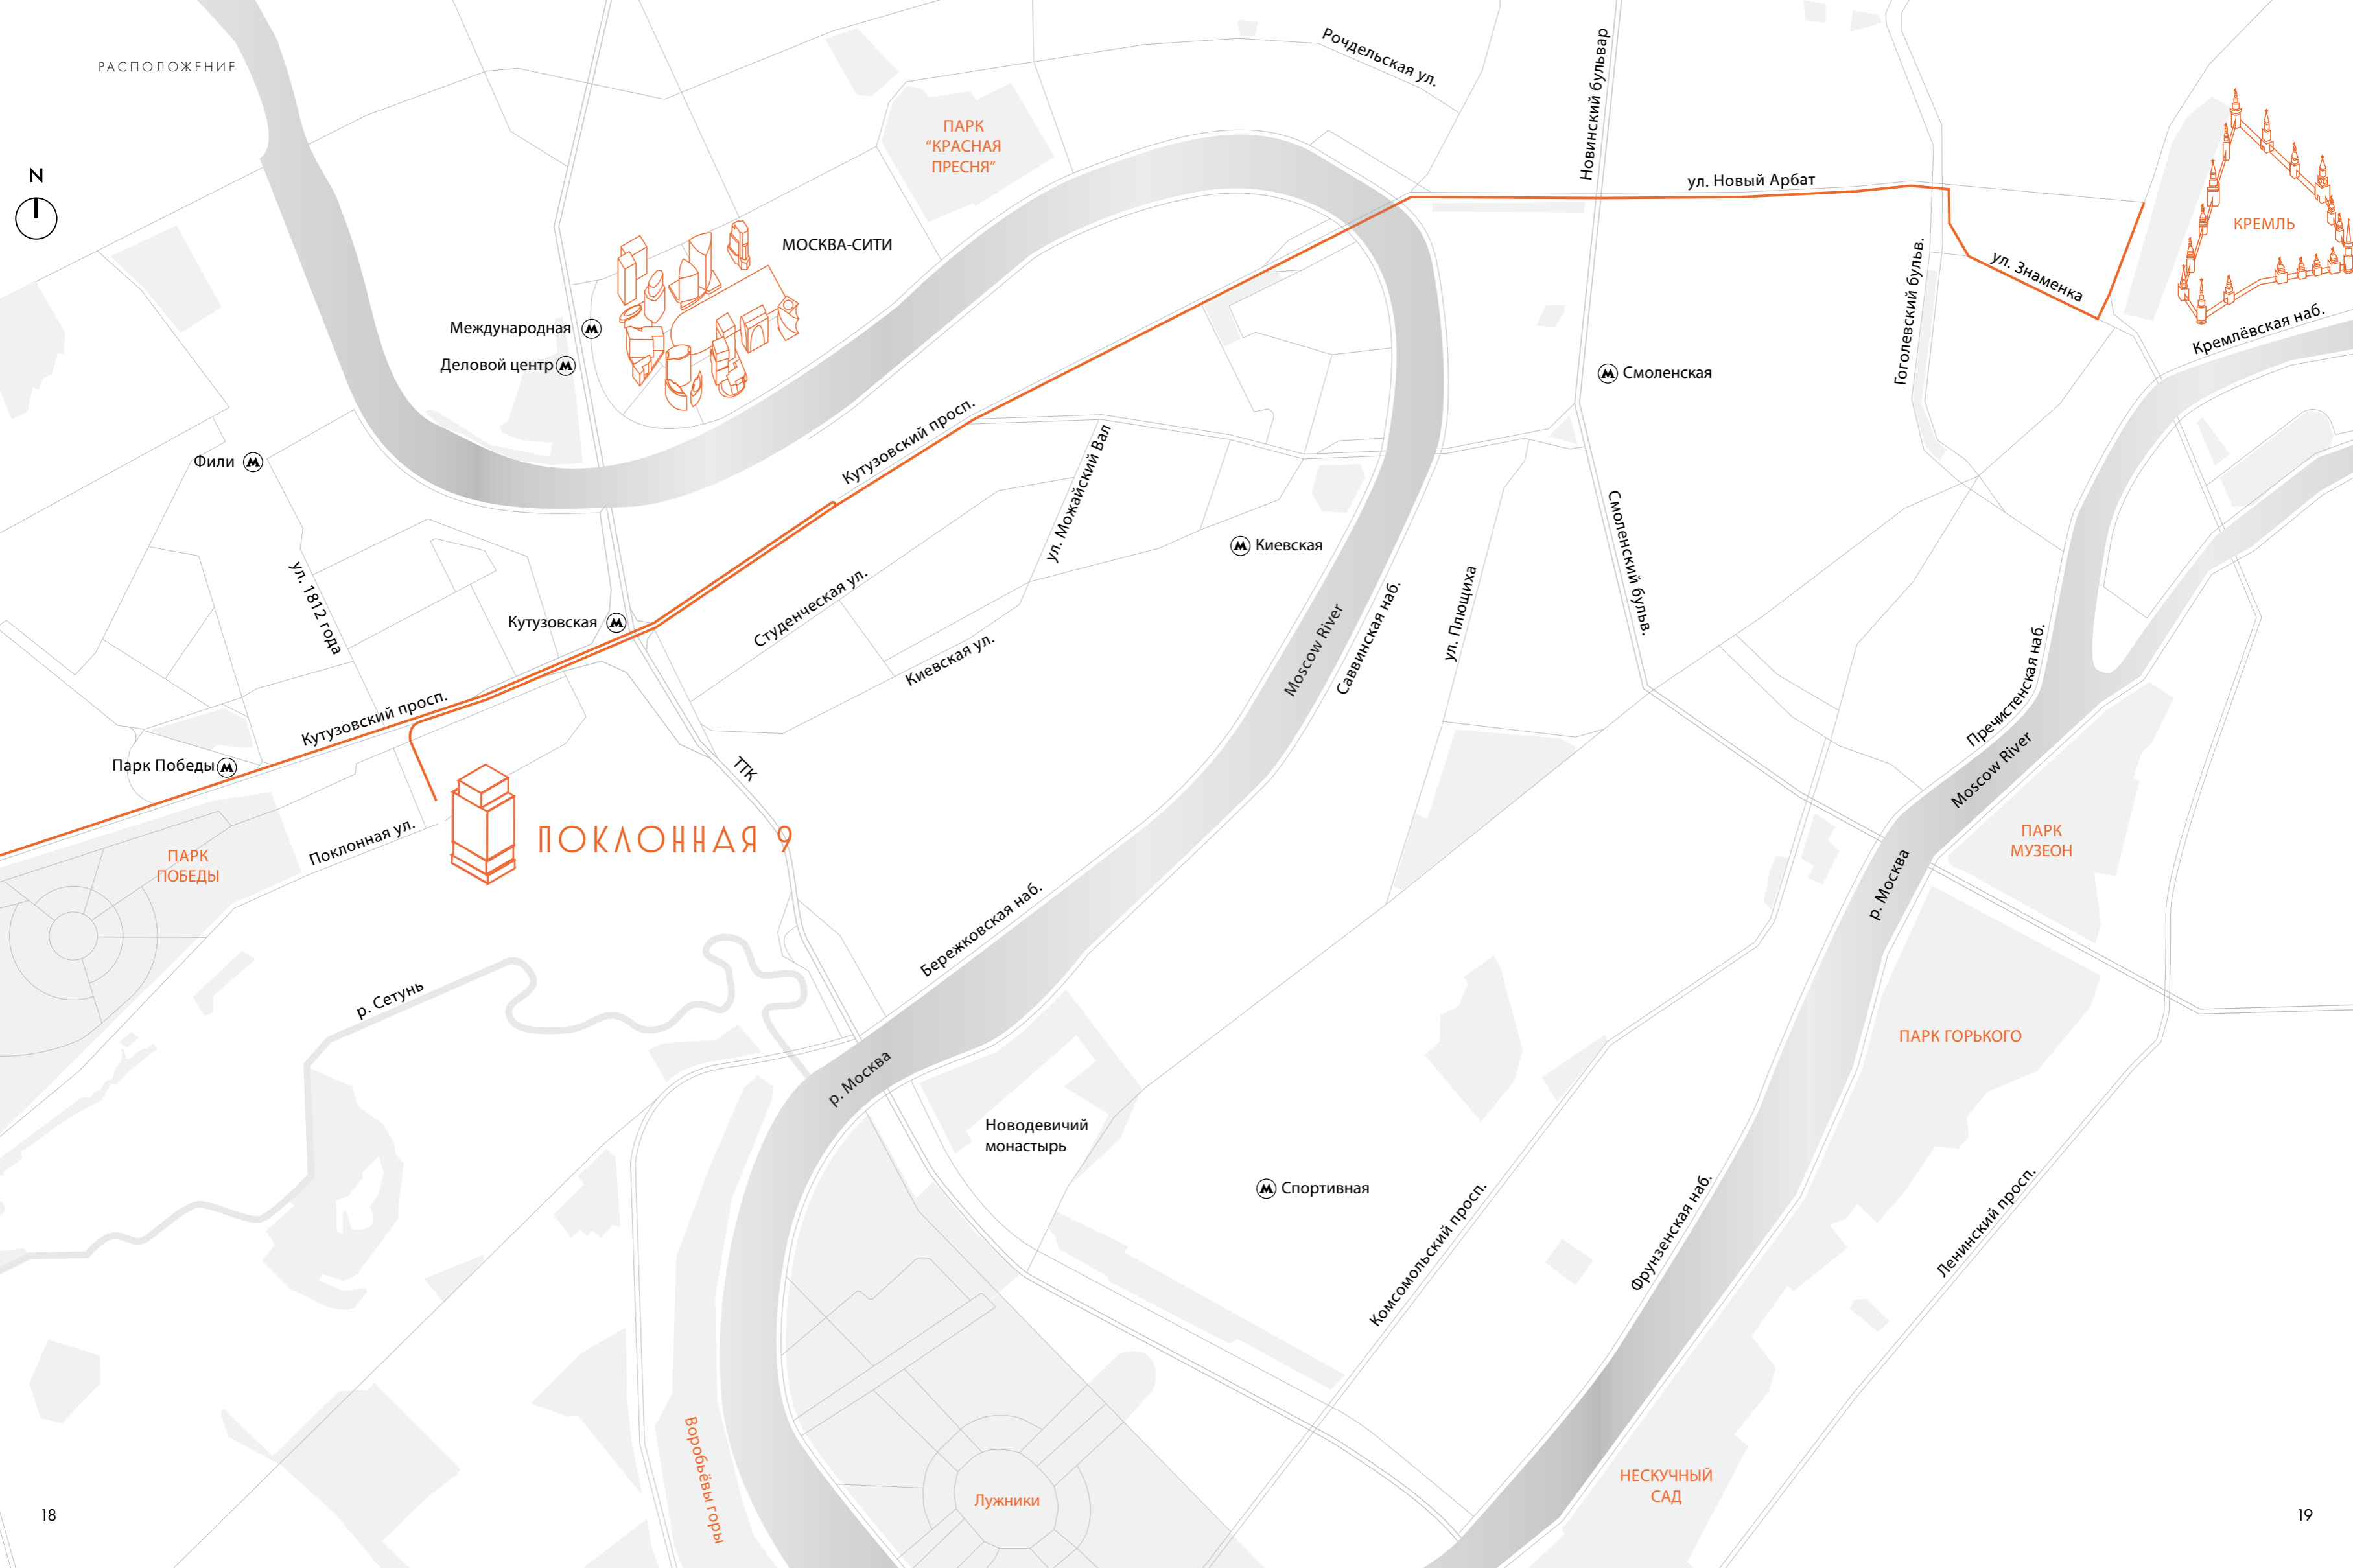 РАСПОЛОЖЕНИЕ
N
Рочдельская ул.
Новинский бульвар
ПАРК
“КРАСНАЯ
ПРЕСНЯ”
ул. Новый Арбат
КРЕМЛЬ
МОСКВА-СИТИ
Гоголевский бульв.
ул. Знаменка
Кремлёвская наб.
Международная
Деловой центр
Смоленская
Кутузовский просп.
Фили
ул. Можайский Вал
Киевская
Смоленский бульв.
ул. 1812 года
Студенческая ул.
Кутузовская
Киевская ул.
Moscow River
Саввинская наб.
ул. Плющиха
Пречистенская наб.
Кутузовский просп.
Парк Победы
ТТК
Moscow River
Поклонная ул.
ПОКЛОННАЯ 9
ПАРК
ПОБЕДЫ
ПАРК
МУЗЕОН
р. Москва
Бережковская наб.
р. Сетунь
ПАРК ГОРЬКОГО
р. Москва
Новодевичий
монастырь
Спортивная
Комсомольский просп.
Фрунзенская наб.
Ленинский просп.
Воробьёвы горы
Лужники
НЕСКУЧНЫЙ
САД
18
19